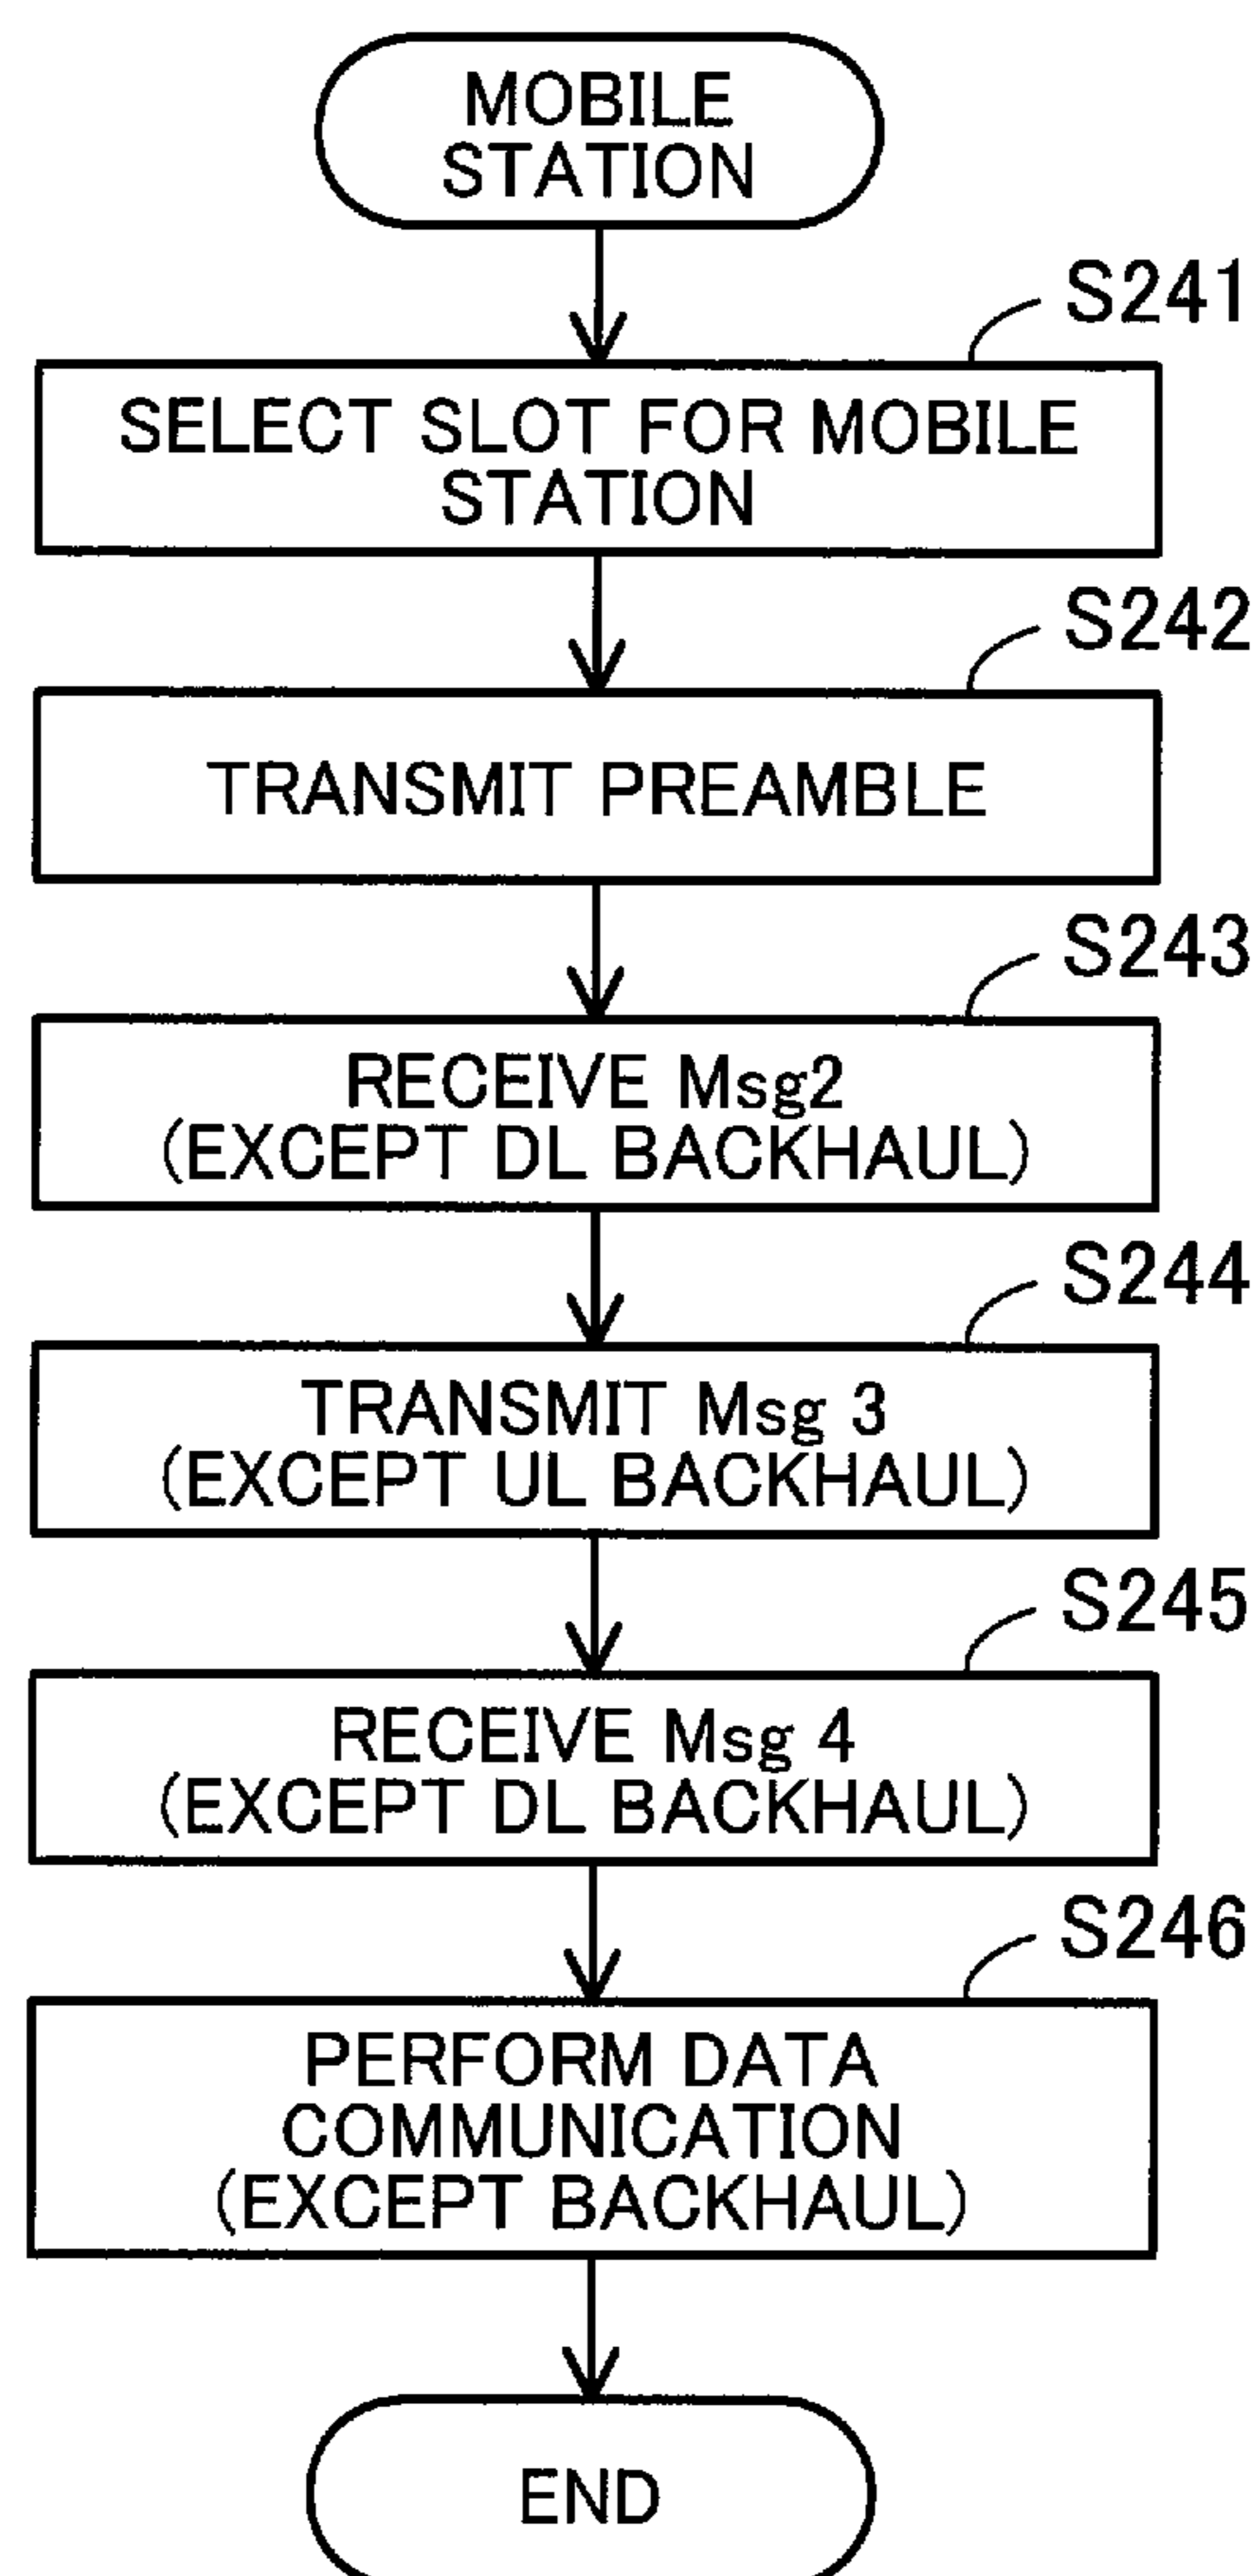 MOBILE
STATION
S241
SELECT SLOT FOR MOBILE
STATION
S242
TRANSMIT PREAMBLE
S243
RECEIVE Msg2
(EXCEPT DL BACKHAUL)
S244
TRANSMIT Msg 3
(EXCEPT UL BACKHAUL)
S245
RECEIVE Msg 4
(EXCEPT DL BACKHAUL)
S246
PERFORM DATA
COMMUNICATION
(EXCEPT BACKHAUL)
END